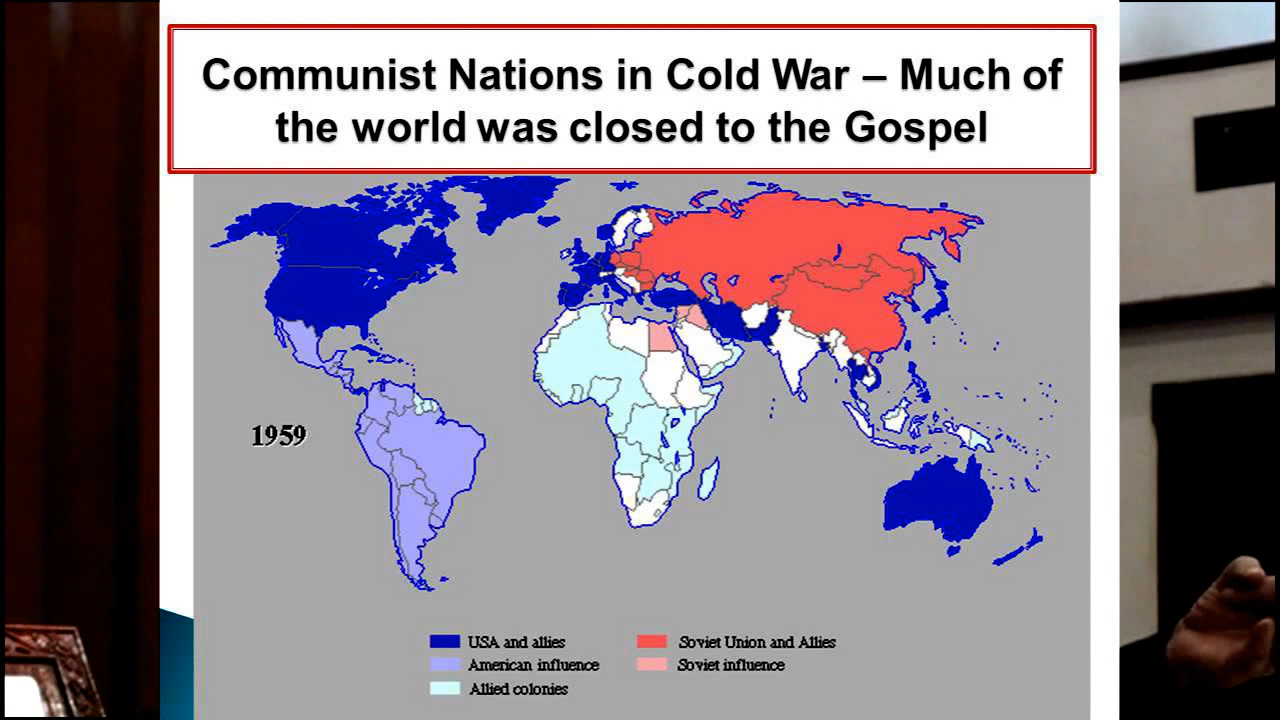 Communist Nations in Cold War – Much of
the world was closed to the Gospel
1959
USA and allies
Soviet Union and Allies
American influence
Soviet influence
Allied colonies